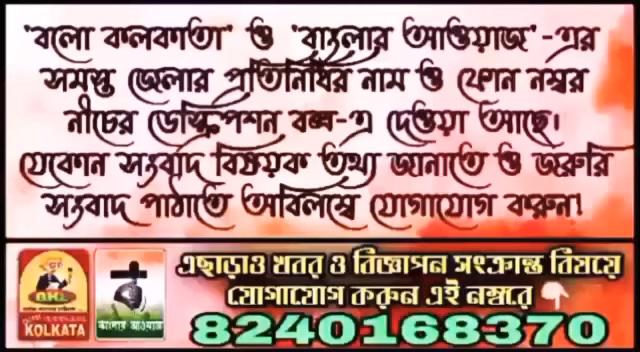 'বলো কলকাতা' ও 'বাংলার আওয়াজ'-এর
সমস্ত জেলার প্রতিনিধির নাম ও ফোন নম্বর
নীচের ডেস্ক্রিপশন বক্স-এ দেওয়া আছে।
যেকোন সংবাদ বিষয়ক তথ্য জানাতে ও জরুরি
সংবাদ পাঠাতে অবিলম্বে যোগাযোগ করুন!
এছাড়াও খবর ও বিজ্ঞাপন সংক্রান্ত বিষয়ে
যোগাযোগ করুন এই নম্বরে
8240168370
KOLKATA
বাংলার আওয়াজ